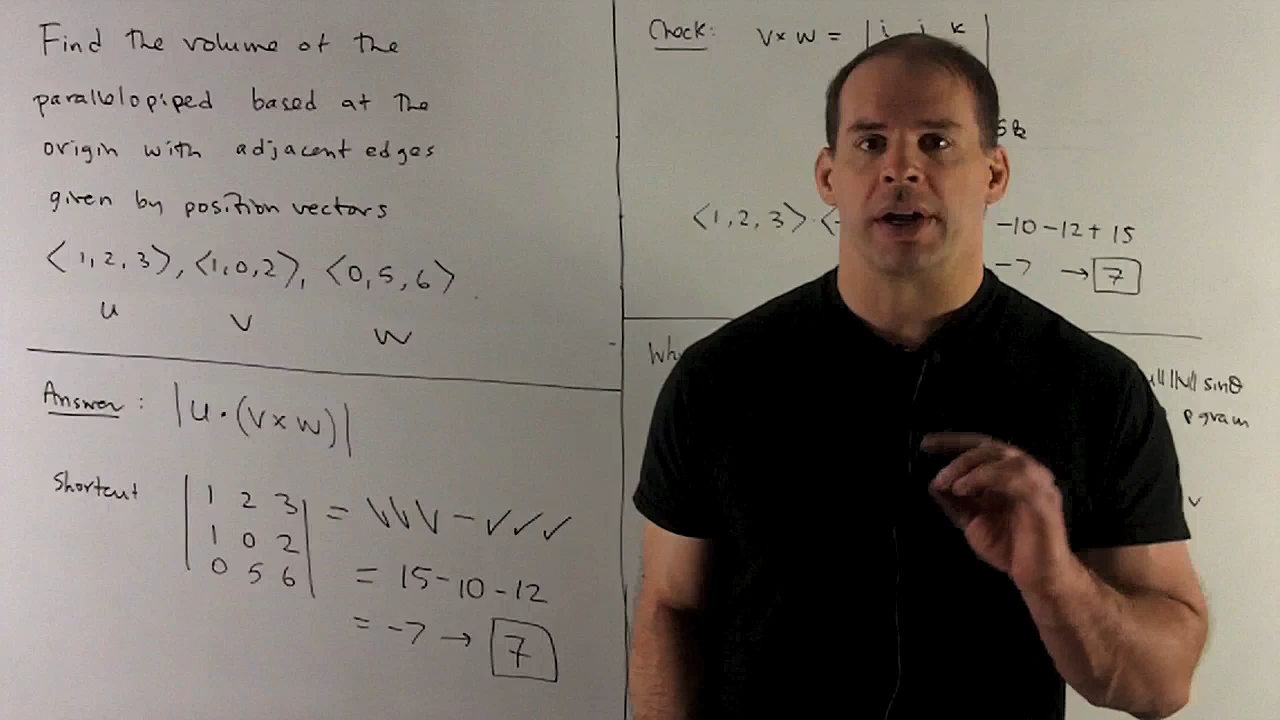 Find the volume of the
parallelopiped based at the
origin with adjacent edges
given by position vectors
⟨1, 2, 3⟩, ⟨1, 0, 2⟩, ⟨0, 5, 6⟩.
u v w
Answer: |u · (v × w)|
Shortcut
| 1 2 3 | = \ \ \ - ✓ ✓ ✓
| 1 0 2 |
| 0 5 6 | = 15 - 10 - 12
= -7 → 7
Check: v × w = | i j k |
5k
⟨1, 2, 3⟩ · ⟨- -10 - 12 + 15
-7 → 7
||v|| sinθ
pgram
v